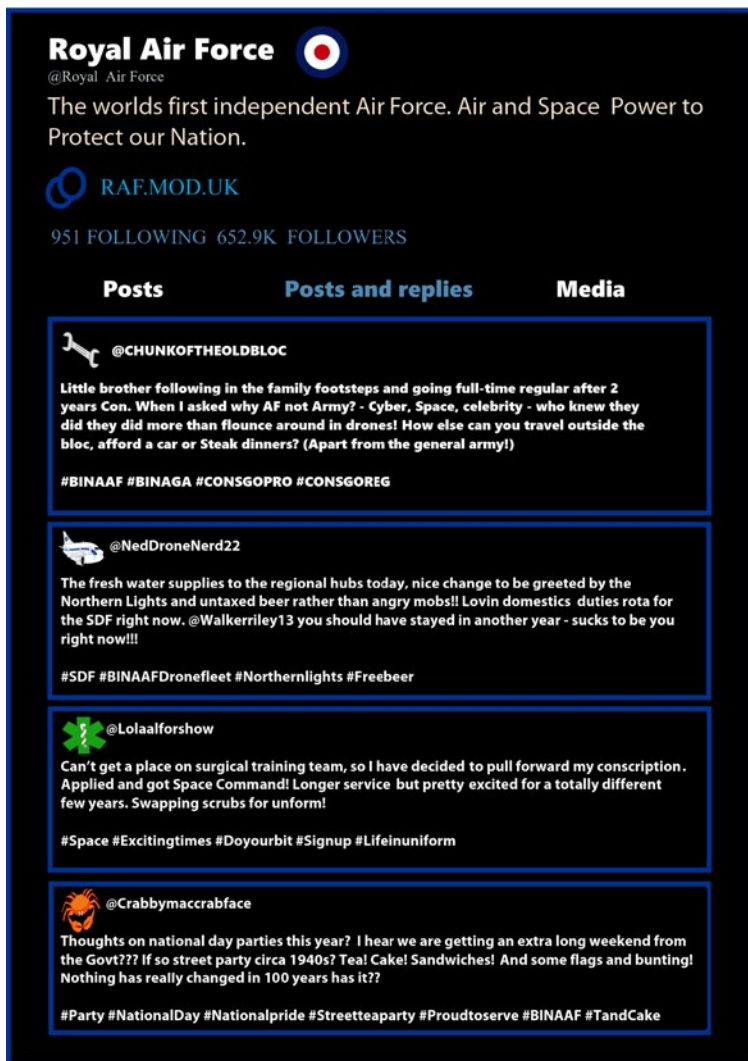 Royal Air Force
@Royal Air Force
The worlds first independent Air Force. Air and Space Power to
Protect our Nation.
RAF.MOD.UK
951 FOLLOWING 652.9K FOLLOWERS
Posts Posts and replies Media
@CHUNKOFTHEOLDBLOC
Little brother following in the family footsteps and going full-time regular after 2
years Con. When I asked why AF not Army? - Cyber, Space, celebrity - who knew they
did they did more than flounce around in drones! How else can you travel outside the
bloc, afford a car or Steak dinners? (Apart from the general army!)
#BINAAF #BINAGA #CONSGOPRO #CONSGOREG
@NedDroneNerd22
The fresh water supplies to the regional hubs today, nice change to be greeted by the
Northern Lights and untaxed beer rather than angry mobs!! Lovin domestics duties rota for
the SDF right now. @Walkerriley13 you should have stayed in another year - sucks to be you
right now!!!
#SDF #BINAAFDronefleet #Northernlights #Freebeer
@Lolaalforshow
Can't get a place on surgical training team, so I have decided to pull forward my conscription.
Applied and got Space Command! Longer service but pretty excited for a totally different
few years. Swapping scrubs for unform!
#Space #Excitingtimes #Doyourbit #Signup #Lifeinuniform
@Crabbymaccrabface
Thoughts on national day parties this year? I hear we are getting an extra long weekend from
the Govt??? If so street party circa 1940s? Tea! Cake! Sandwiches! And some flags and bunting!
Nothing has really changed in 100 years has it??
#Party #NationalDay #Nationalpride #Streetteaparty #Proudtoserve #BINAAF #TandCake